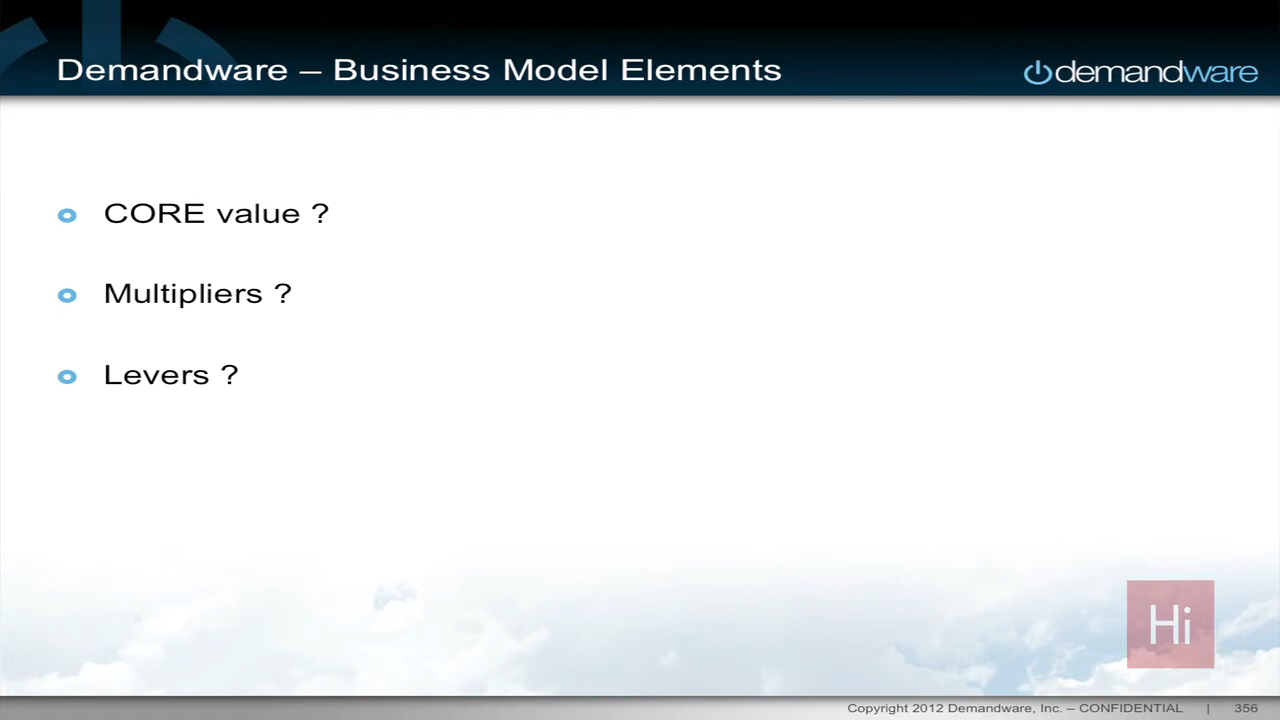 Demandware – Business Model Elements
demandware
CORE value ?
Multipliers ?
Levers ?
Hi
Copyright 2012 Demandware, Inc. – CONFIDENTIAL | 356